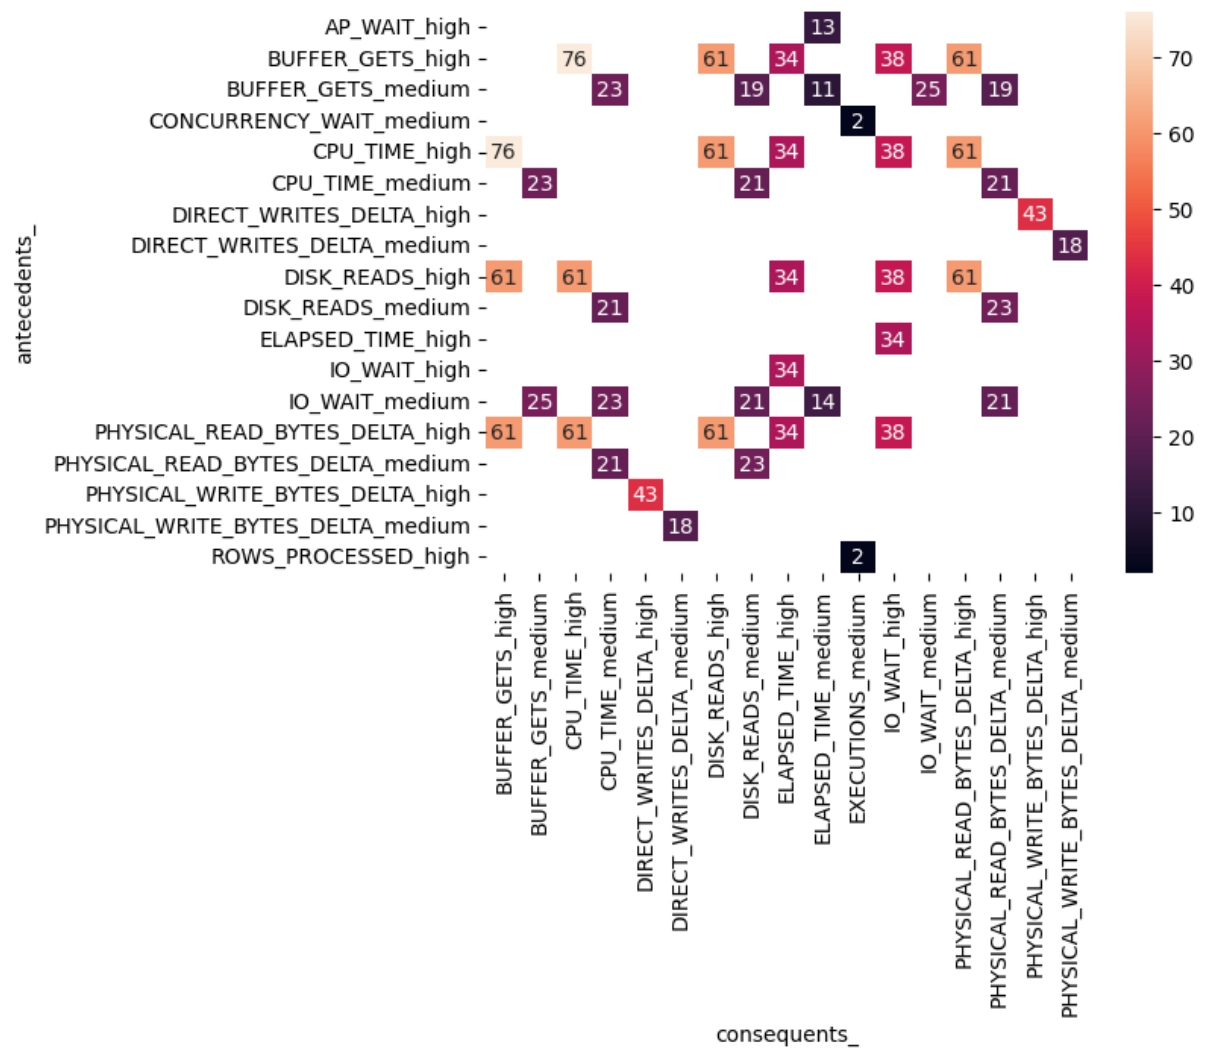 AP_WAIT_high 13
BUFFER_GETS_high 76 61 34 38 61
BUFFER_GETS_medium 23 19 11 25 19
CONCURRENCY_WAIT_medium 2
CPU_TIME_high 76 61 34 38 61
CPU_TIME_medium 23 21 21
DIRECT_WRITES_DELTA_high 43
DIRECT_WRITES_DELTA_medium 18
DISK_READS_high 61 61 34 38 61
DISK_READS_medium 21 23
ELAPSED_TIME_high 34
IO_WAIT_high 34
IO_WAIT_medium 25 23 21 14 21
PHYSICAL_READ_BYTES_DELTA_high 61 61 61 34 38
PHYSICAL_READ_BYTES_DELTA_medium 21 23
PHYSICAL_WRITE_BYTES_DELTA_high 43
PHYSICAL_WRITE_BYTES_DELTA_medium 18
ROWS_PROCESSED_high 2
antecedents_
BUFFER_GETS_high
BUFFER_GETS_medium
CPU_TIME_high
CPU_TIME_medium
DIRECT_WRITES_DELTA_high
DIRECT_WRITES_DELTA_medium
DISK_READS_high
DISK_READS_medium
ELAPSED_TIME_high
ELAPSED_TIME_medium
EXECUTIONS_medium
IO_WAIT_high
IO_WAIT_medium
PHYSICAL_READ_BYTES_DELTA_high
PHYSICAL_READ_BYTES_DELTA_medium
PHYSICAL_WRITE_BYTES_DELTA_high
PHYSICAL_WRITE_BYTES_DELTA_medium
consequents_
70
60
50
40
30
20
10